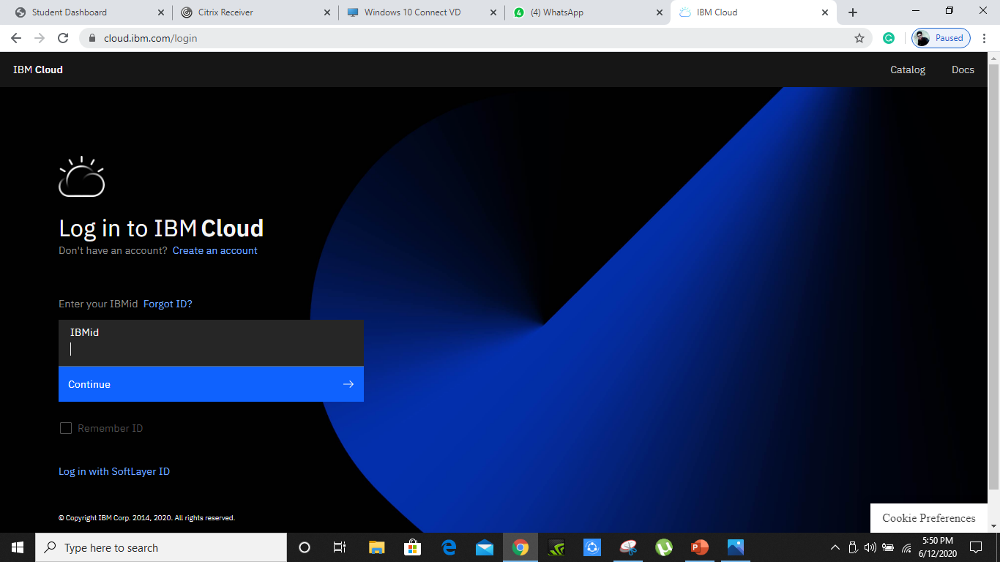 Student Dashboard
Citrix Receiver
Windows 10 Connect VD
4
(4) WhatsApp
IBM Cloud
cloud.ibm.com/login
Paused
IBM Cloud
Catalog
Docs
Log in to IBM Cloud
Don't have an account? Create an account
Enter your IBMid Forgot ID?
IBMid
Continue
Remember ID
Log in with SoftLayer ID
© Copyright IBM Corp. 2014, 2020. All rights reserved.
Cookie Preferences
Type here to search
5:50 PM
6/12/2020